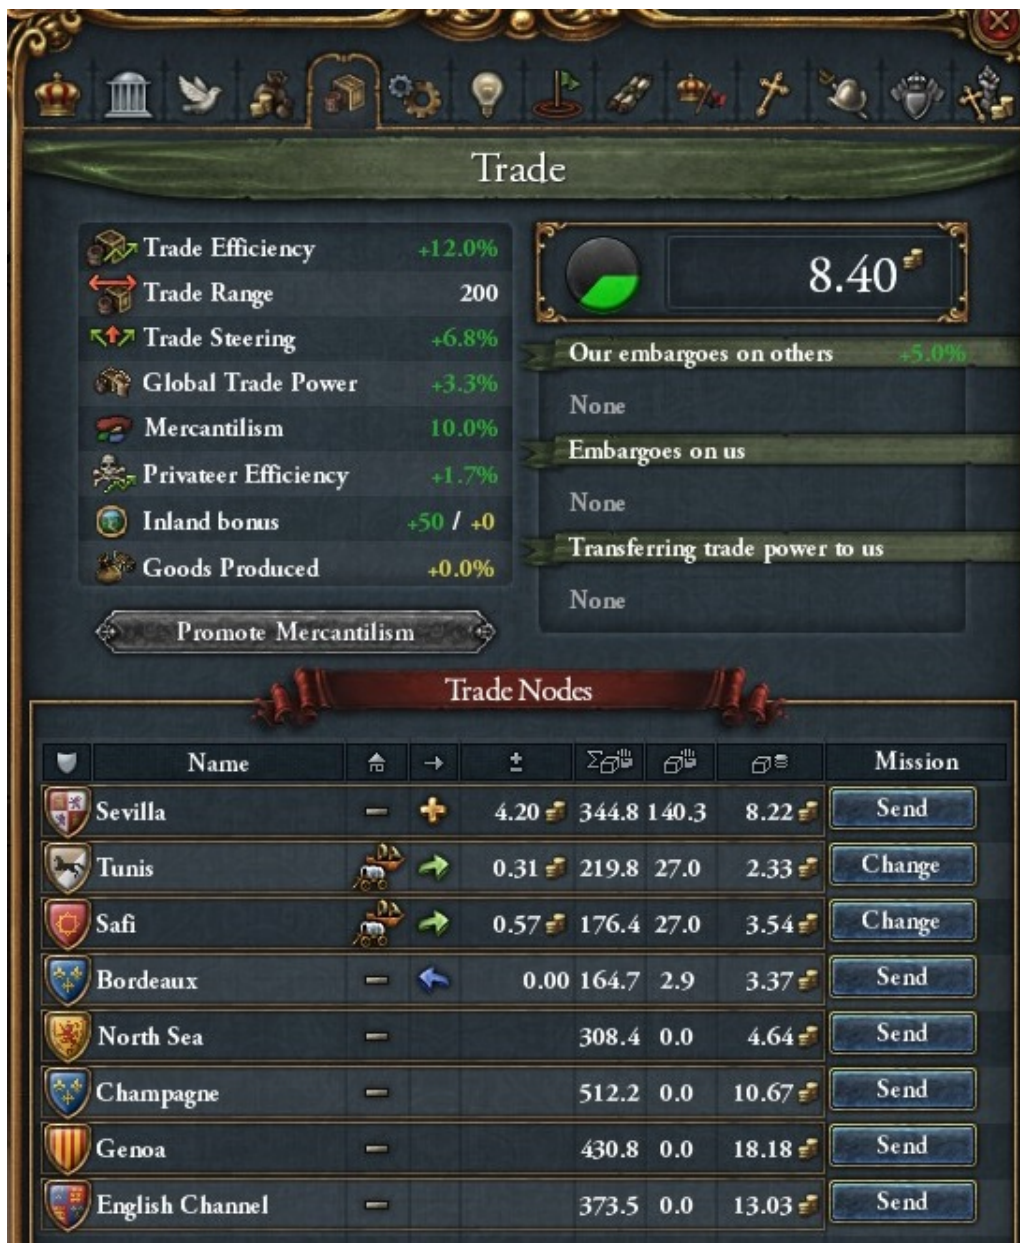 Trade
Trade Efficiency +12.0%
Trade Range 200
Trade Steering +6.8%
Global Trade Power +3.3%
Mercantilism 10.0%
Privateer Efficiency +1.7%
Inland bonus +50 / +0
Goods Produced +0.0%
Promote Mercantilism
8.40
Our embargoes on others +5.0%
None
Embargoes on us
None
Transferring trade power to us
None
Trade Nodes
Name ± Σ Mission
Sevilla 4.20 344.8 140.3 8.22 Send
Tunis 0.31 219.8 27.0 2.33 Change
Safi 0.57 176.4 27.0 3.54 Change
Bordeaux 0.00 164.7 2.9 3.37 Send
North Sea 308.4 0.0 4.64 Send
Champagne 512.2 0.0 10.67 Send
Genoa 430.8 0.0 18.18 Send
English Channel 373.5 0.0 13.03 Send